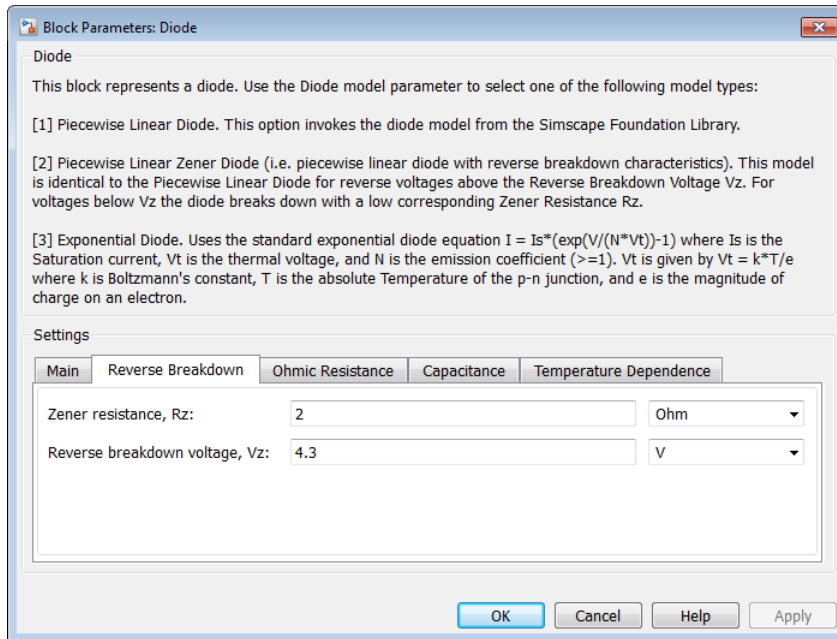 Block Parameters: Diode
Diode
This block represents a diode. Use the Diode model parameter to select one of the following model types:
[1] Piecewise Linear Diode. This option invokes the diode model from the Simscape Foundation Library.
[2] Piecewise Linear Zener Diode (i.e. piecewise linear diode with reverse breakdown characteristics). This model
is identical to the Piecewise Linear Diode for reverse voltages above the Reverse Breakdown Voltage Vz. For
voltages below Vz the diode breaks down with a low corresponding Zener Resistance Rz.
[3] Exponential Diode. Uses the standard exponential diode equation I = Is*(exp(V/(N*Vt))-1) where Is is the
Saturation current, Vt is the thermal voltage, and N is the emission coefficient (>=1). Vt is given by Vt = k*T/e
where k is Boltzmann's constant, T is the absolute Temperature of the p-n junction, and e is the magnitude of
charge on an electron.
Settings
Main Reverse Breakdown Ohmic Resistance Capacitance Temperature Dependence
Zener resistance, Rz: 2 Ohm
Reverse breakdown voltage, Vz: 4.3 V
OK Cancel Help Apply